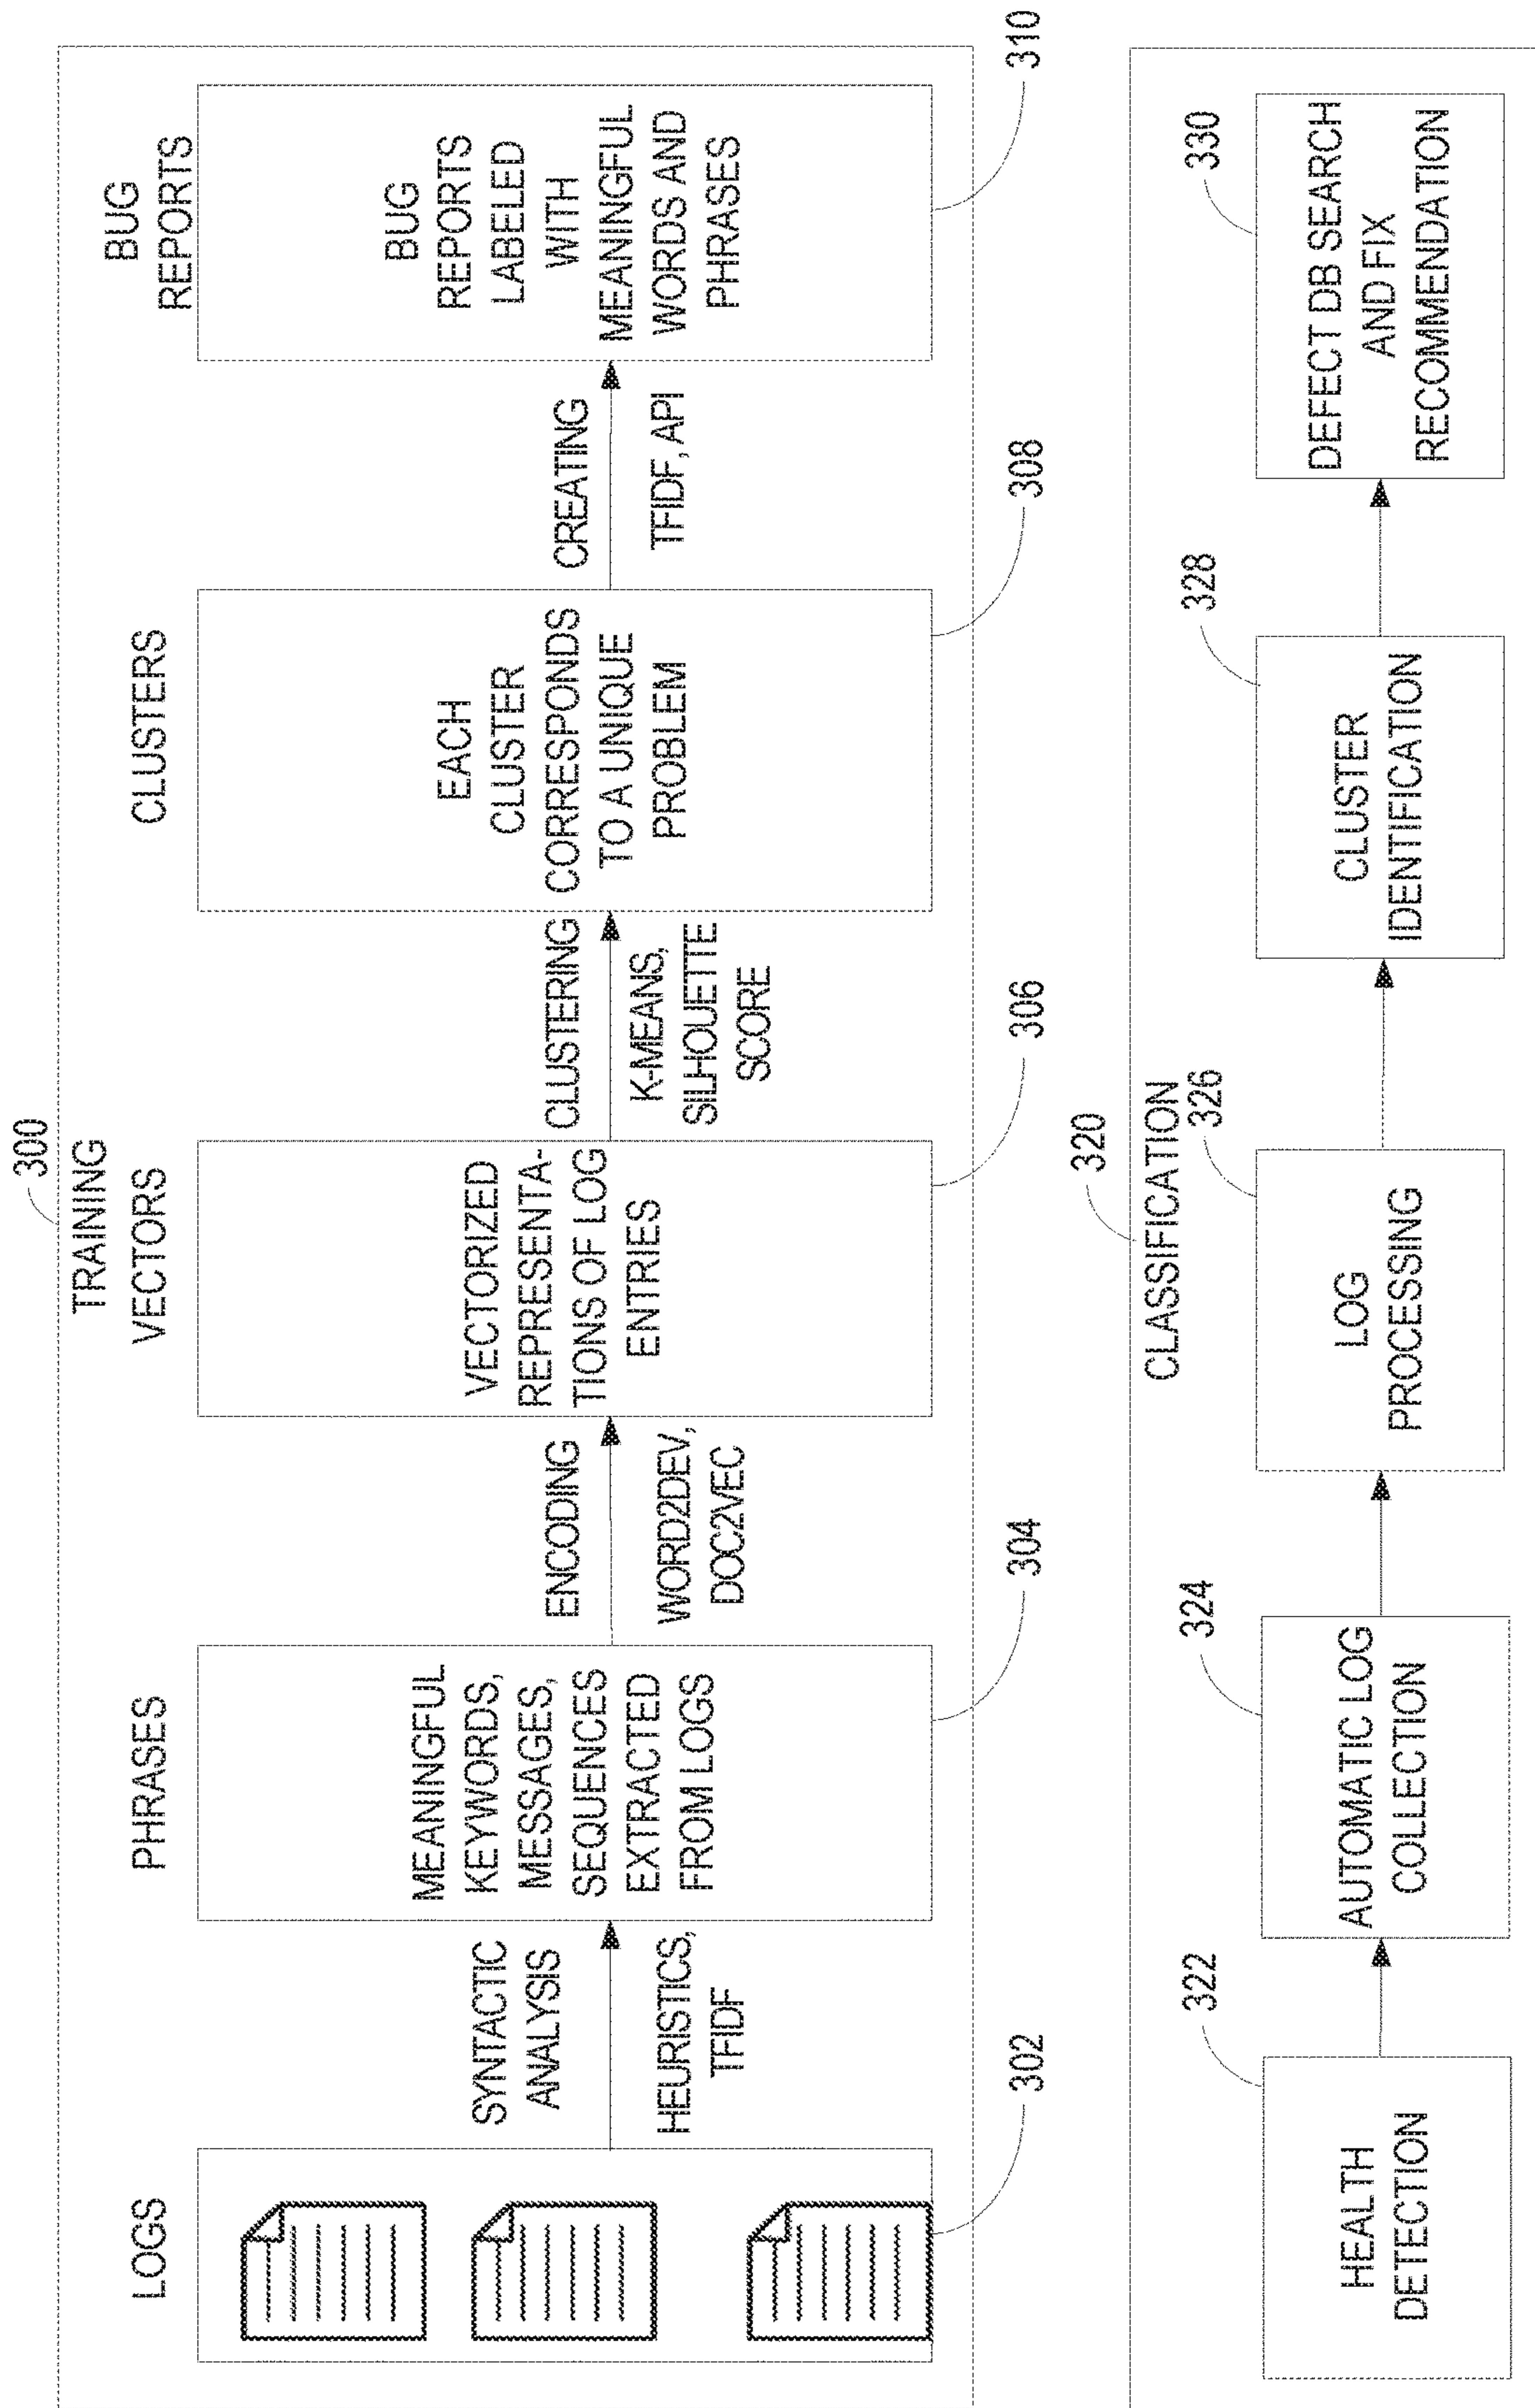 300
TRAINING
LOGS
302
SYNTACTIC
ANALYSIS
HEURISTICS,
TFIDF
PHRASES
MEANINGFUL
KEYWORDS,
MESSAGES,
SEQUENCES
EXTRACTED
FROM LOGS
304
ENCODING
WORD2DEV,
DOC2VEC
VECTORS
VECTORIZED
REPRESENTA-
TIONS OF LOG
ENTRIES
306
CLUSTERING
K-MEANS,
SILHOUETTE
SCORE
CLUSTERS
EACH
CLUSTER
CORRESPONDS
TO A UNIQUE
PROBLEM
308
CREATING
TFIDF, API
BUG
REPORTS
BUG
REPORTS
LABELED
WITH
MEANINGFUL
WORDS AND
PHRASES
310
320
CLASSIFICATION
322
HEALTH
DETECTION
324
AUTOMATIC LOG
COLLECTION
326
LOG
PROCESSING
328
CLUSTER
IDENTIFICATION
330
DEFECT DB SEARCH
AND FIX
RECOMMENDATION